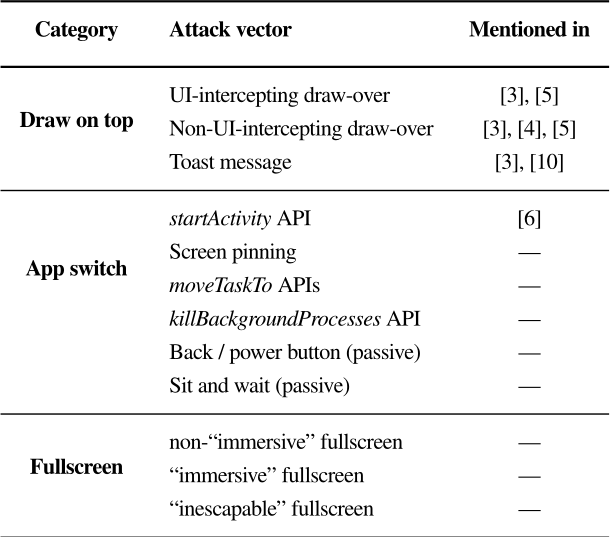 Category Attack vector Mentioned in
UI-intercepting draw-over [3], [5]
Draw on top
Non-UI-intercepting draw-over [3], [4], [5]
Toast message [3], [10]
startActivity API [6]
Screen pinning —
App switch
moveTaskTo APIs —
killBackgroundProcesses API —
Back / power button (passive) —
Sit and wait (passive) —
non-“immersive” fullscreen —
Fullscreen
“immersive” fullscreen —
“inescapable” fullscreen —